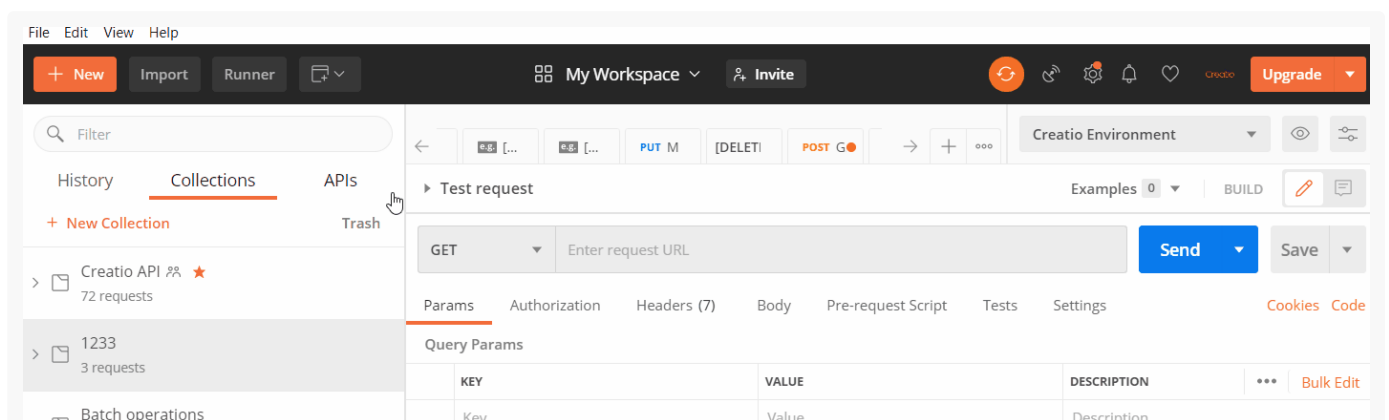 File Edit View Help
+ New Import Runner My Workspace Invite Creatio Upgrade
Filter
e.g. [... e.g. [... PUT M [DELETI POST G Creatio Environment
History Collections APIs
Test request Examples 0 BUILD
+ New Collection Trash
GET Enter request URL Send Save
Creatio API
72 requests
Params Authorization Headers (7) Body Pre-request Script Tests Settings Cookies Code
1233
3 requests
Query Params
KEY VALUE DESCRIPTION ••• Bulk Edit
Batch operations
Key Value Description